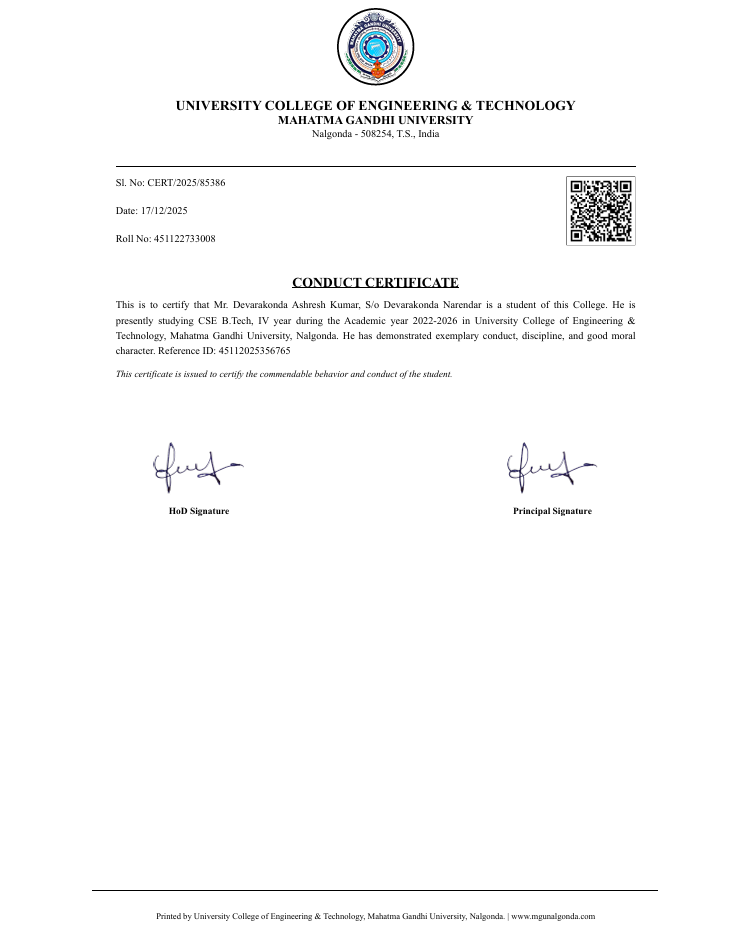 MAHATMA GANDHI UNIVERSITY
UNIVERSITY COLLEGE OF ENGINEERING & TECHNOLOGY
MAHATMA GANDHI UNIVERSITY
Nalgonda - 508254, T.S., India
Sl. No: CERT/2025/85386
Date: 17/12/2025
Roll No: 451122733008
CONDUCT CERTIFICATE
This is to certify that Mr. Devarakonda Ashresh Kumar, S/o Devarakonda Narendar is a student of this College. He is
presently studying CSE B.Tech, IV year during the Academic year 2022-2026 in University College of Engineering &
Technology, Mahatma Gandhi University, Nalgonda. He has demonstrated exemplary conduct, discipline, and good moral
character. Reference ID: 45112025356765
This certificate is issued to certify the commendable behavior and conduct of the student.
HoD Signature
Principal Signature
Printed by University College of Engineering & Technology, Mahatma Gandhi University, Nalgonda. | www.mgunalgonda.com